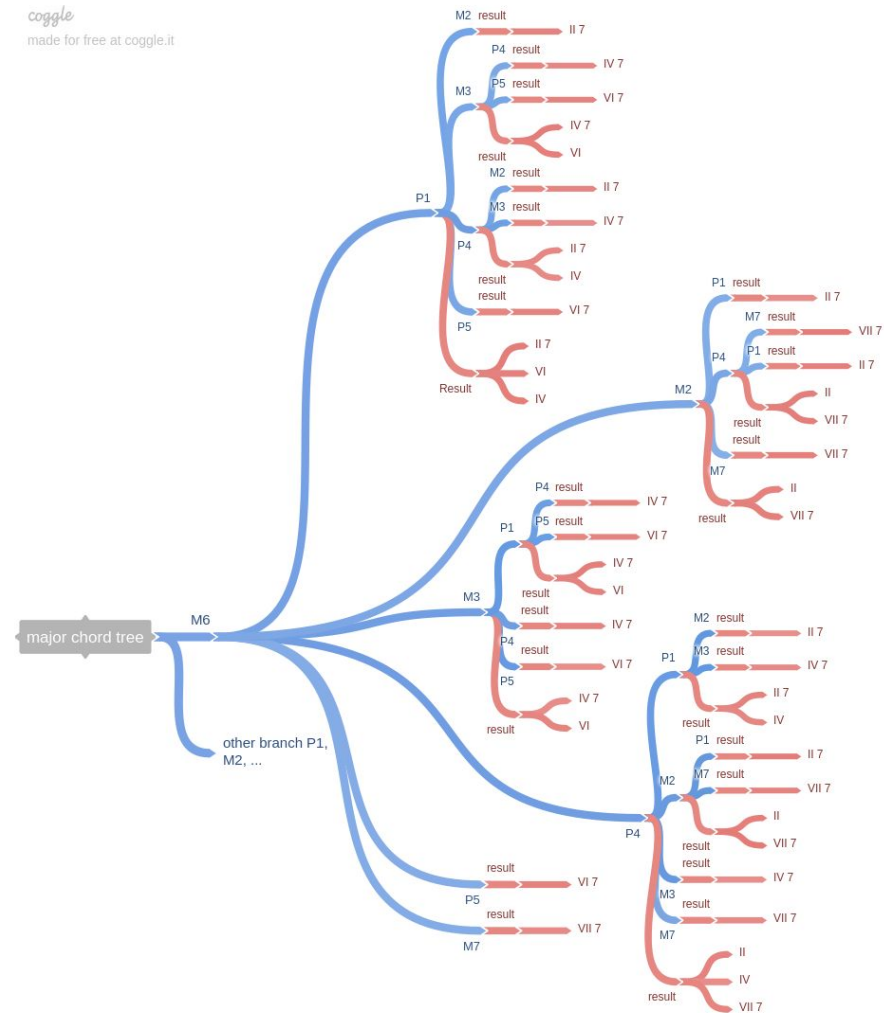 coggle
made for free at coggle.it
major chord tree
M6
P1
M2
result
II 7
M3
P4
result
IV 7
P5
result
VI 7
result
IV 7
VI
P4
M2
result
II 7
M3
result
IV 7
result
II 7
IV
P5
result
VI 7
Result
II 7
VI
IV
M2
P1
result
II 7
P4
M7
result
VII 7
P1
result
II 7
result
II
VII 7
M7
result
VII 7
result
II
VII 7
M3
P1
P4
result
IV 7
P5
result
VI 7
result
IV 7
VI
P4
result
IV 7
P5
result
VI 7
result
IV 7
VI
P4
P1
M2
result
II 7
M3
result
IV 7
result
II 7
IV
M2
P1
result
II 7
M7
result
VII 7
result
II
VII 7
M3
result
IV 7
M7
result
VII 7
result
II
IV
VII 7
P5
result
VI 7
M7
result
VII 7
other branch P1,
M2, ...